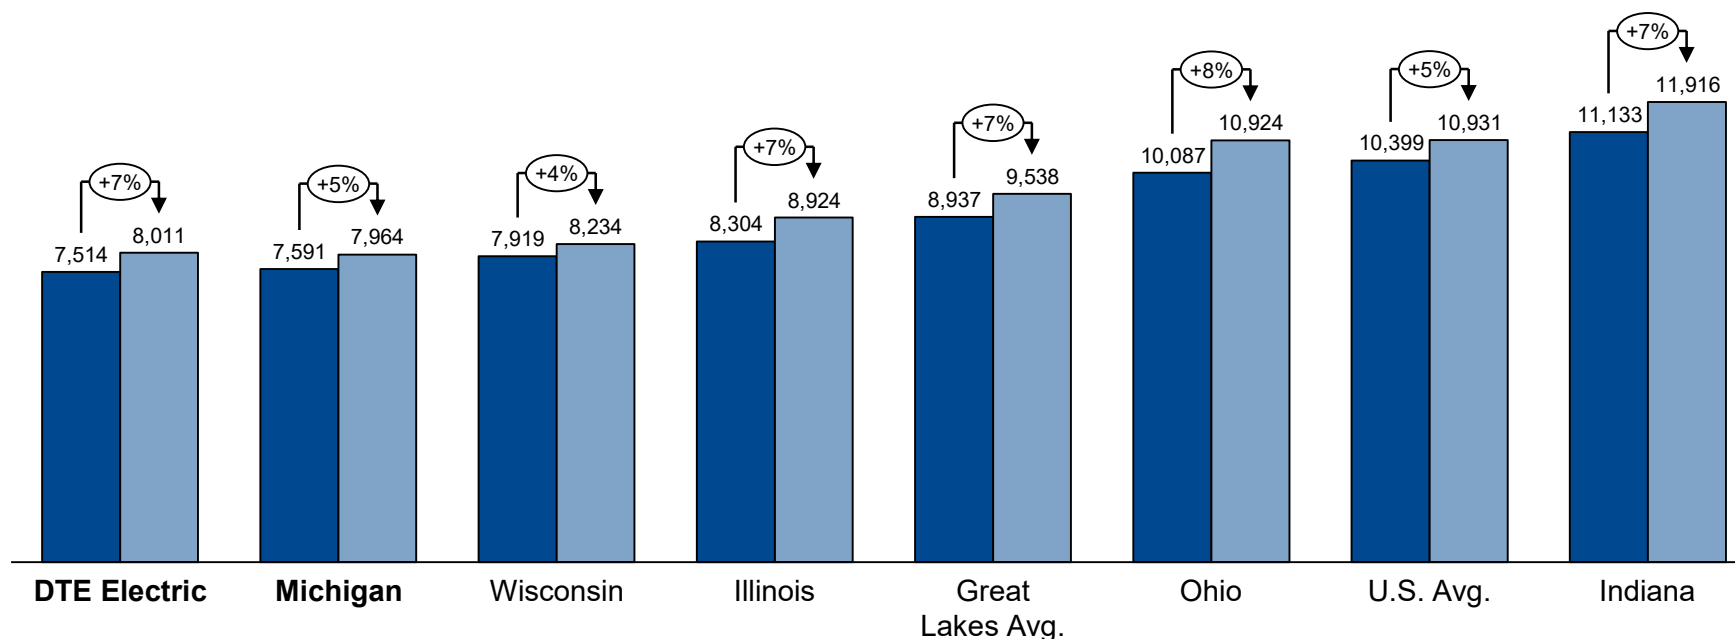 +7%
7,514
8,011
+5%
7,591
7,964
+4%
7,919
8,234
+7%
8,304
8,924
+7%
8,937
9,538
+8%
10,087
10,924
+5%
10,399
10,931
+7%
11,133
11,916
DTE Electric
Michigan
Wisconsin
Illinois
Great
Lakes Avg.
Ohio
U.S. Avg.
Indiana